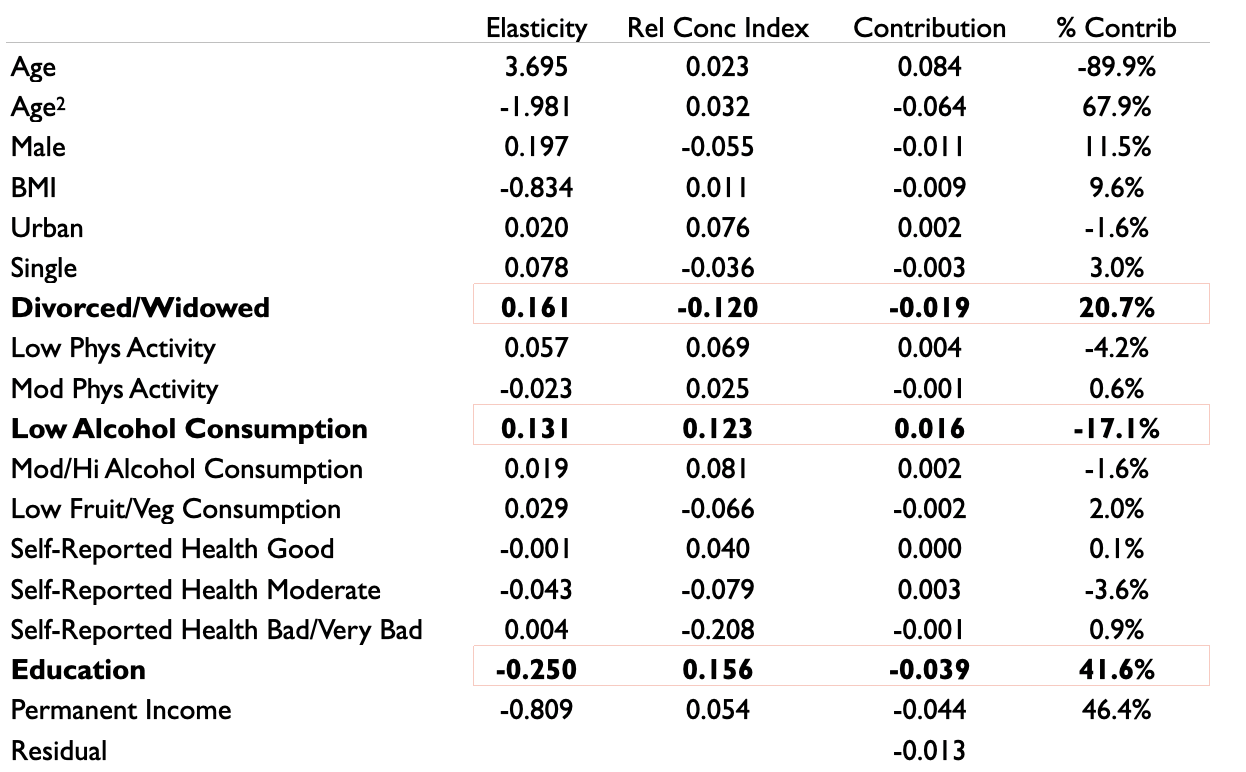 Elasticity Rel Conc Index Contribution % Contrib
Age 3.695 0.023 0.084 -89.9%
Age² -1.981 0.032 -0.064 67.9%
Male 0.197 -0.055 -0.011 11.5%
BMI -0.834 0.011 -0.009 9.6%
Urban 0.020 0.076 0.002 -1.6%
Single 0.078 -0.036 -0.003 3.0%
Divorced/Widowed 0.161 -0.120 -0.019 20.7%
Low Phys Activity 0.057 0.069 0.004 -4.2%
Mod Phys Activity -0.023 0.025 -0.001 0.6%
Low Alcohol Consumption 0.131 0.123 0.016 -17.1%
Mod/Hi Alcohol Consumption 0.019 0.081 0.002 -1.6%
Low Fruit/Veg Consumption 0.029 -0.066 -0.002 2.0%
Self-Reported Health Good -0.001 0.040 0.000 0.1%
Self-Reported Health Moderate -0.043 -0.079 0.003 -3.6%
Self-Reported Health Bad/Very Bad 0.004 -0.208 -0.001 0.9%
Education -0.250 0.156 -0.039 41.6%
Permanent Income -0.809 0.054 -0.044 46.4%
Residual -0.013